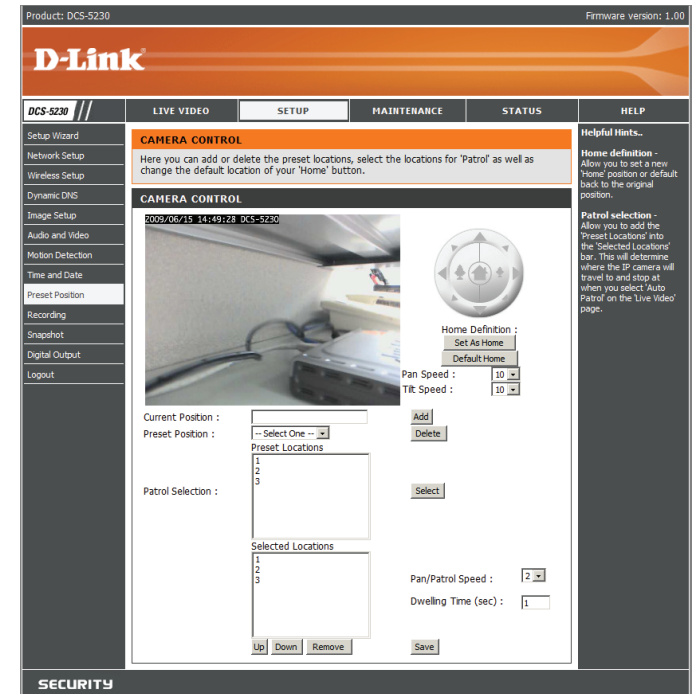 Product: DCS-5230
Firmware version: 1.00
D-Link
DCS-5230
LIVE VIDEO
SETUP
MAINTENANCE
STATUS
HELP
Setup Wizard
Network Setup
Wireless Setup
Dynamic DNS
Image Setup
Audio and Video
Motion Detection
Time and Date
Preset Position
Recording
Snapshot
Digital Output
Logout
CAMERA CONTROL
Here you can add or delete the preset locations, select the locations for 'Patrol' as well as
change the default location of your 'Home' button.
CAMERA CONTROL
2009/06/15 14:49:28 DCS-5230
Home Definition :
Set As Home
Default Home
Pan Speed :
10
Tilt Speed :
10
Current Position :
Add
Preset Position :
-- Select One --
Delete
Preset Locations
1
2
3
Patrol Selection :
Select
Selected Locations
1
2
3
Pan/Patrol Speed :
2
Dwelling Time (sec) :
1
Up
Down
Remove
Save
Helpful Hints..
Home definition -
Allow you to set a new
'Home' position or default
back to the original
position.
Patrol selection -
Allow you to add the
'Preset Locations' into
the 'Selected Locations'
bar. This will determine
where the IP camera will
travel to and stop at
when you select 'Auto
Patrol' on the 'Live Video'
page.
SECURITY